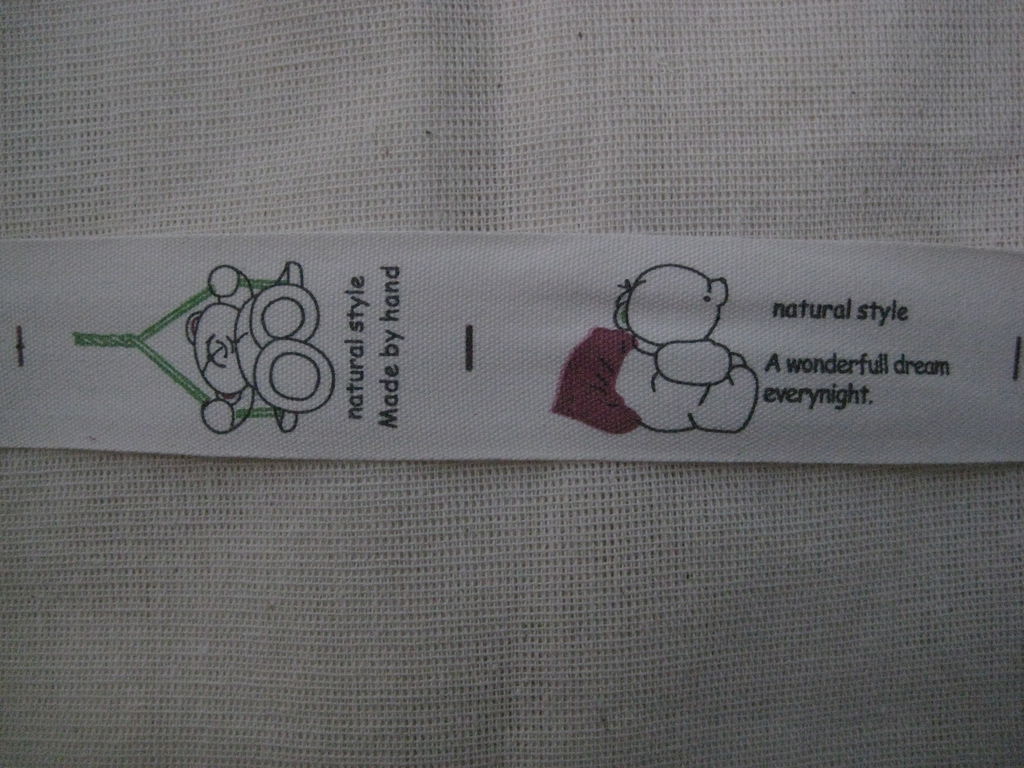 natural style
Made by hand
natural style
A wonderfull dream
everynight.